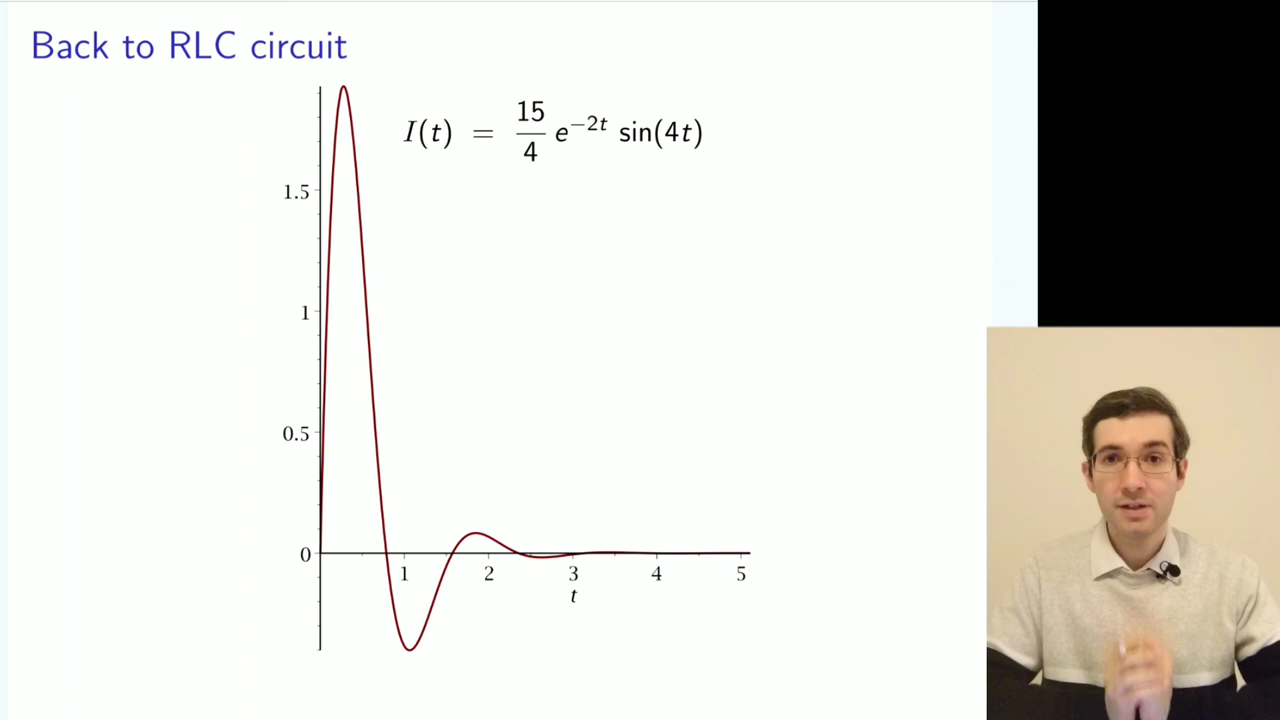 Back to RLC circuit
I(t) = 15/4 e^{-2t} sin(4t)
1.5
1
0.5
0
1 2 3 4 5
t